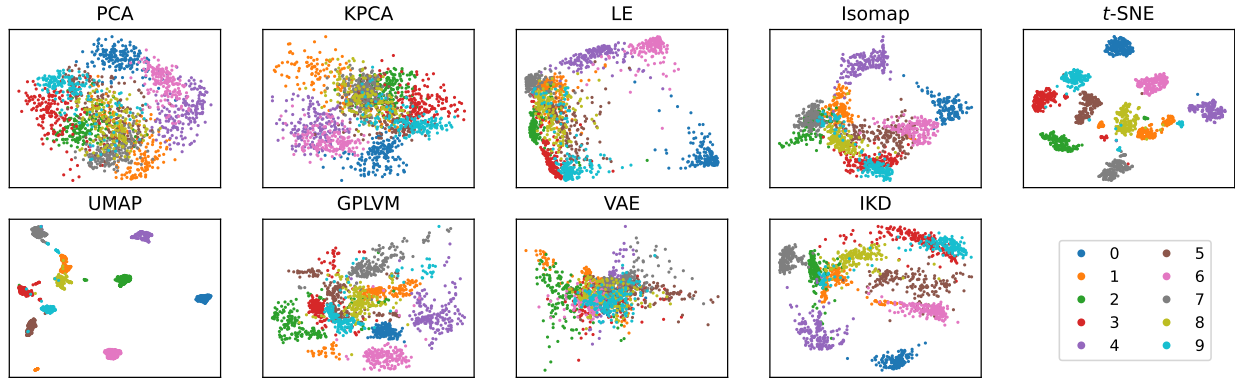 PCA
KPCA
LE
Isomap
t-SNE
UMAP
GPLVM
VAE
IKD
0 5
1 6
2 7
3 8
4 9